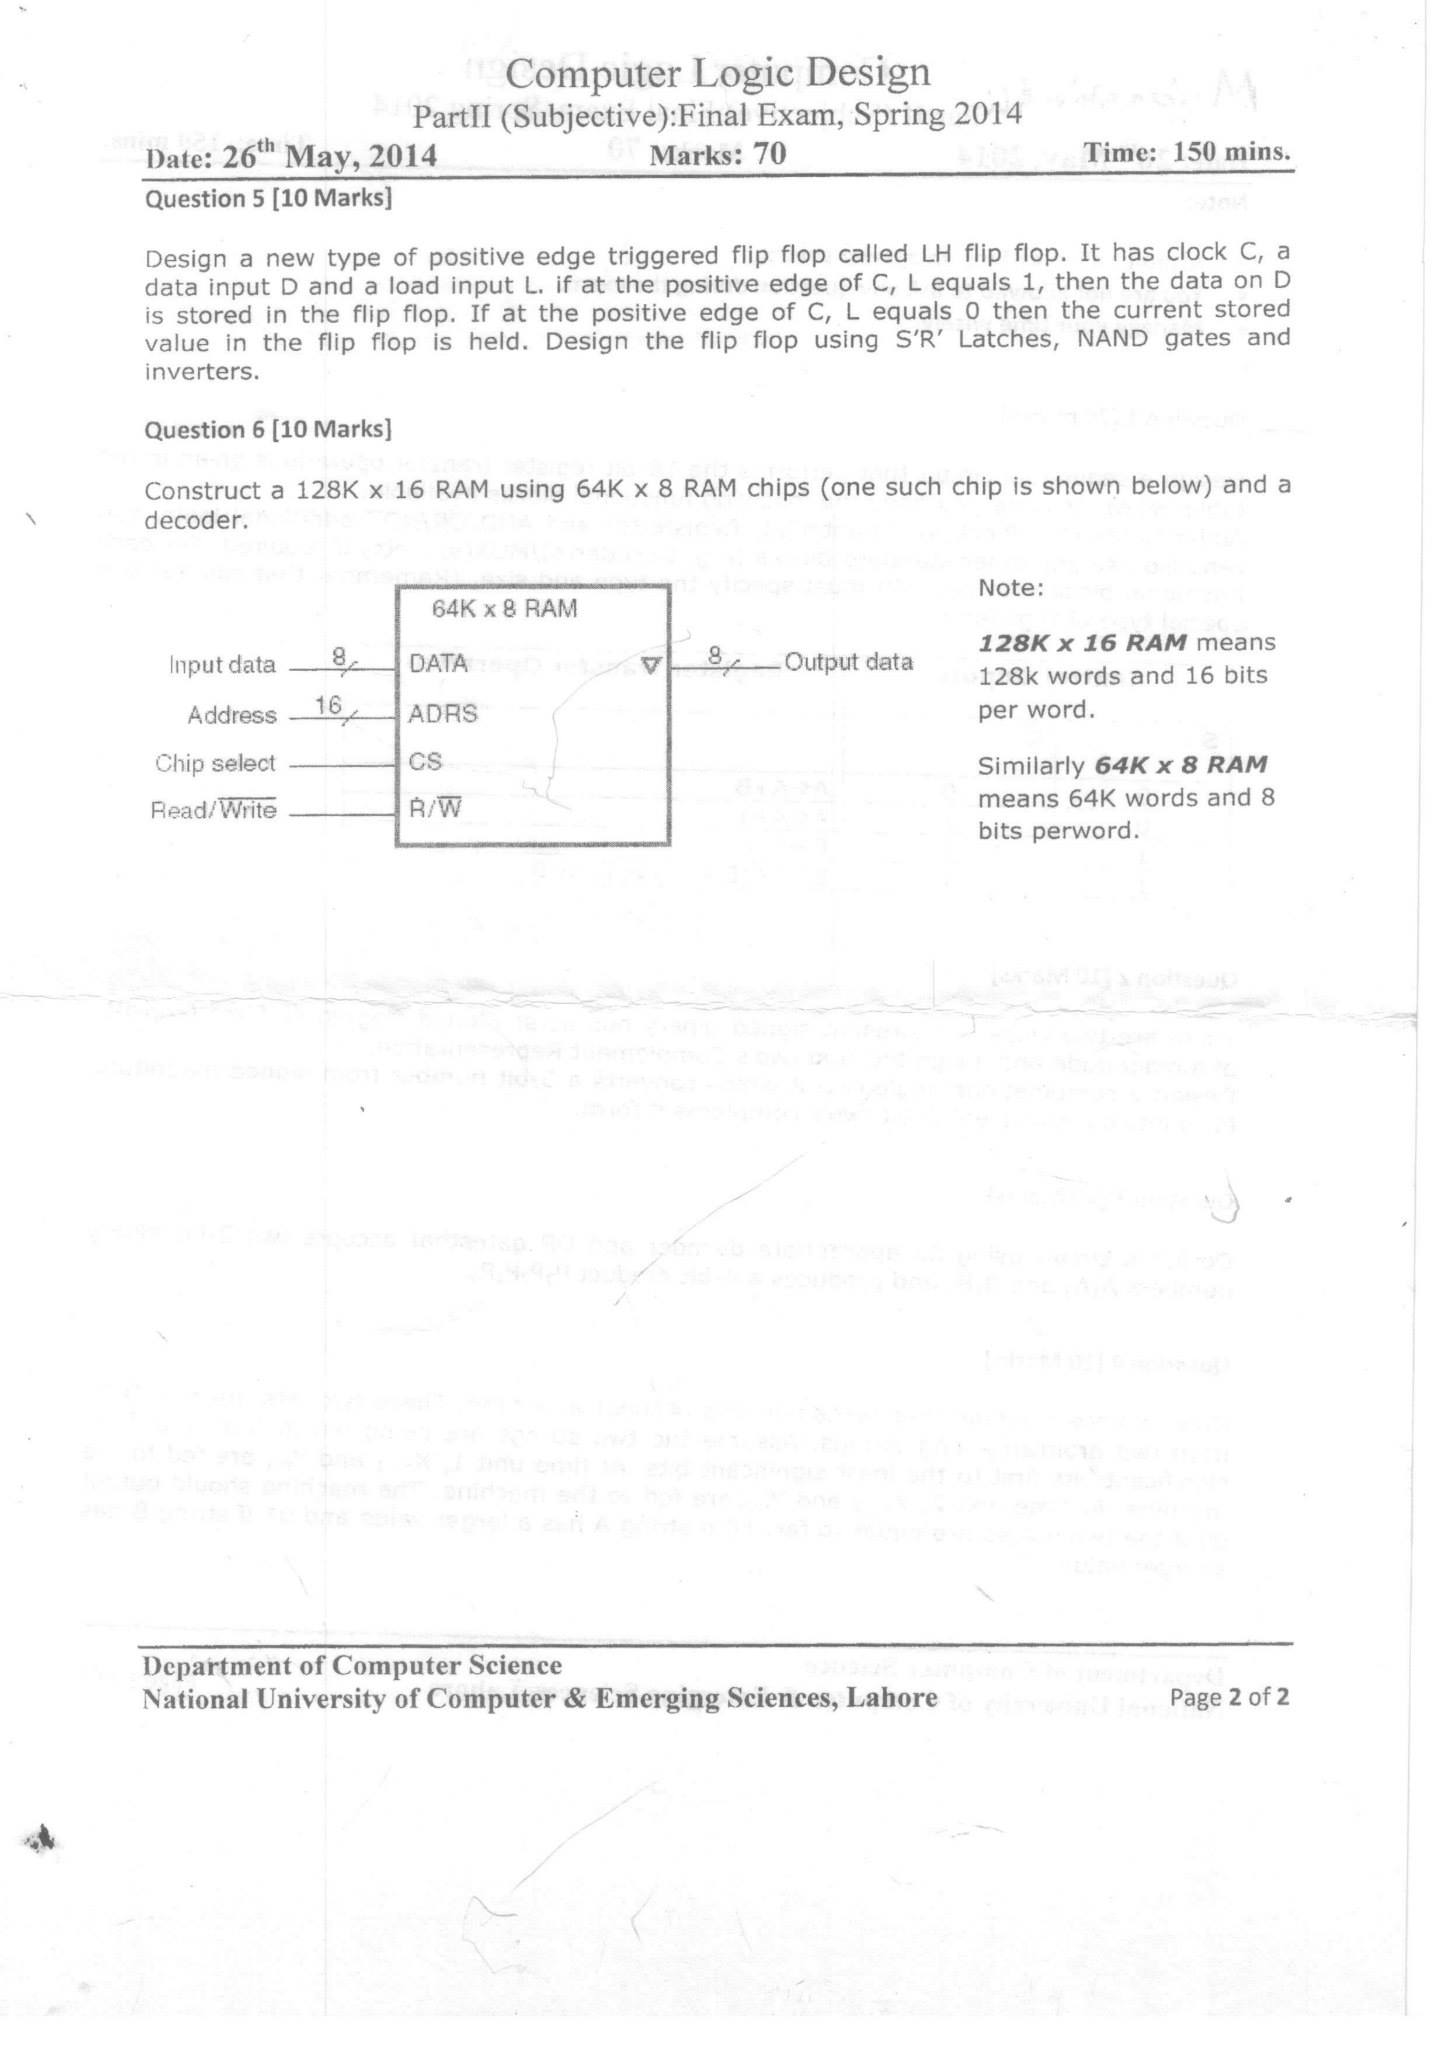 Computer Logic Design
PartII (Subjective):Final Exam, Spring 2014
Date: 26th May, 2014 Marks: 70 Time: 150 mins.
Question 5 [10 Marks]
Design a new type of positive edge triggered flip flop called LH flip flop. It has clock C, a
data input D and a load input L. if at the positive edge of C, L equals 1, then the data on D
is stored in the flip flop. If at the positive edge of C, L equals 0 then the current stored
value in the flip flop is held. Design the flip flop using S'R' Latches, NAND gates and
inverters.
Question 6 [10 Marks]
Construct a 128K x 16 RAM using 64K x 8 RAM chips (one such chip is shown below) and a
decoder.
64K x 8 RAM
Input data 8 DATA 8 Output data
Address 16 ADRS
Chip select CS
Read/W̅r̅i̅t̅e̅ R/W̅
Note:
128K x 16 RAM means
128k words and 16 bits
per word.
Similarly 64K x 8 RAM
means 64K words and 8
bits perword.
Department of Computer Science
National University of Computer & Emerging Sciences, Lahore Page 2 of 2